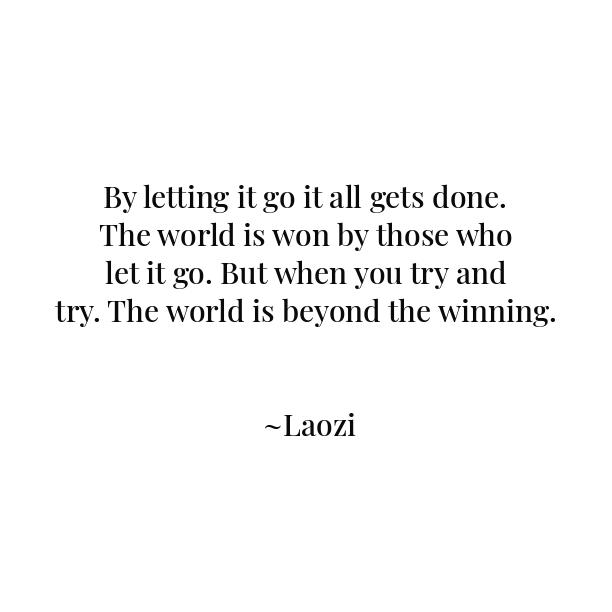 By letting it go it all gets done.
The world is won by those who
let it go. But when you try and
try. The world is beyond the winning.
~Laozi